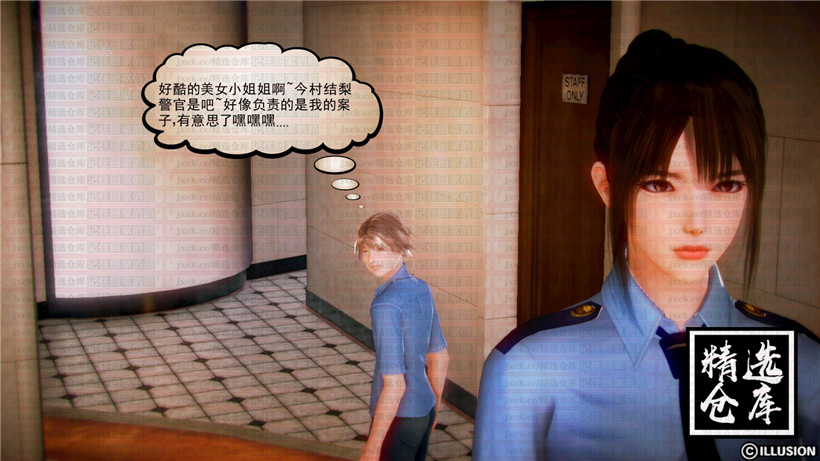 好酷的美女小姐姐啊~今村结梨
警官是吧~好像负责的是我的案
子,有意思了嘿嘿嘿....
STAFF
ONLY
精选
仓库
©ILLUSION